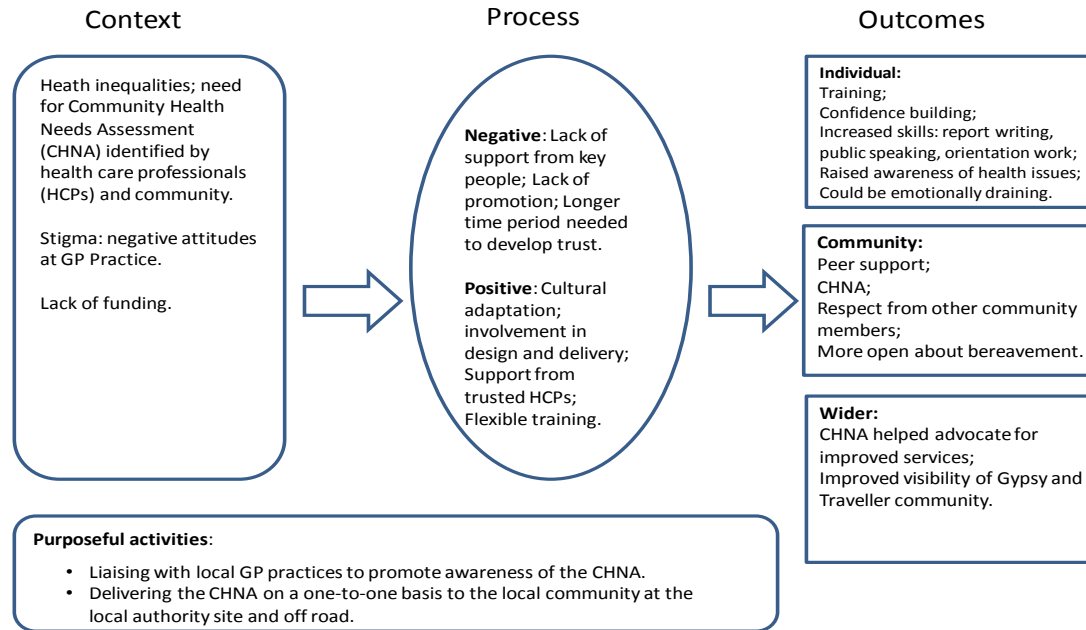 Context
Heath inequalities; need
for Community Health
Needs Assessment
(CHNA) identified by
health care professionals
(HCPs) and community.
Stigma: negative attitudes
at GP Practice.
Lack of funding.
Process
Negative: Lack of
support from key
people; Lack of
promotion; Longer
time period needed
to develop trust.
Positive: Cultural
adaptation;
involvement in
design and delivery;
Support from
trusted HCPs;
Flexible training.
Outcomes
Individual:
Training;
Confidence building;
Increased skills: report writing,
public speaking, orientation work;
Raised awareness of health issues;
Could be emotionally draining.
Community:
Peer support;
CHNA;
Respect from other community
members;
More open about bereavement.
Wider:
CHNA helped advocate for
improved services;
Improved visibility of Gypsy and
Traveller community.
Purposeful activities:
• Liaising with local GP practices to promote awareness of the CHNA.
• Delivering the CHNA on a one-to-one basis to the local community at the
local authority site and off road.